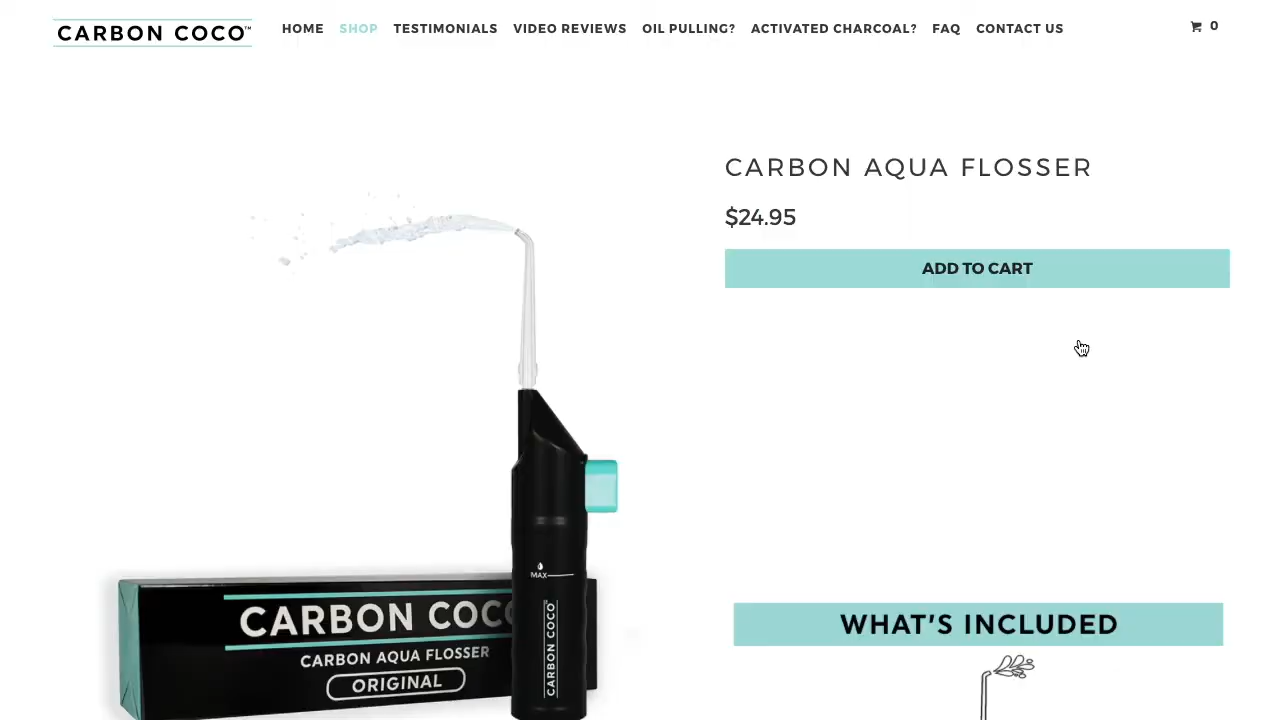 CARBON COCO™
HOME SHOP TESTIMONIALS VIDEO REVIEWS OIL PULLING? ACTIVATED CHARCOAL? FAQ CONTACT US
0
CARBON AQUA FLOSSER
$24.95
ADD TO CART
MAX
CARBON COCO
CARBON COCO
CARBON AQUA FLOSSER
ORIGINAL
WHAT'S INCLUDED